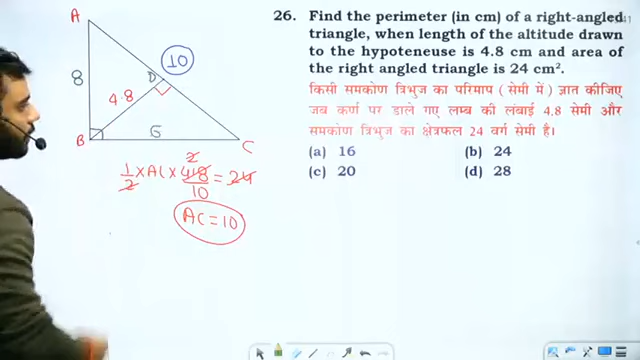 26. Find the perimeter (in cm) of a right-angled
triangle, when length of the altitude drawn
to the hypoteneuse is 4.8 cm and area of
the right angled triangle is 24 cm².
किसी समकोण त्रिभुज का परिमाप (सेमी में) ज्ञात कीजिए
जब कर्ण पर डाले गए लम्ब की लंबाई 4.8 सेमी और
समकोण त्रिभुज का क्षेत्रफल 24 वर्ग सेमी है।
(a) 16 (b) 24
(c) 20 (d) 28
A
10
D
8
4.8
6
B
C
2
1/2 × AC × 48/10 = 24
AC = 10